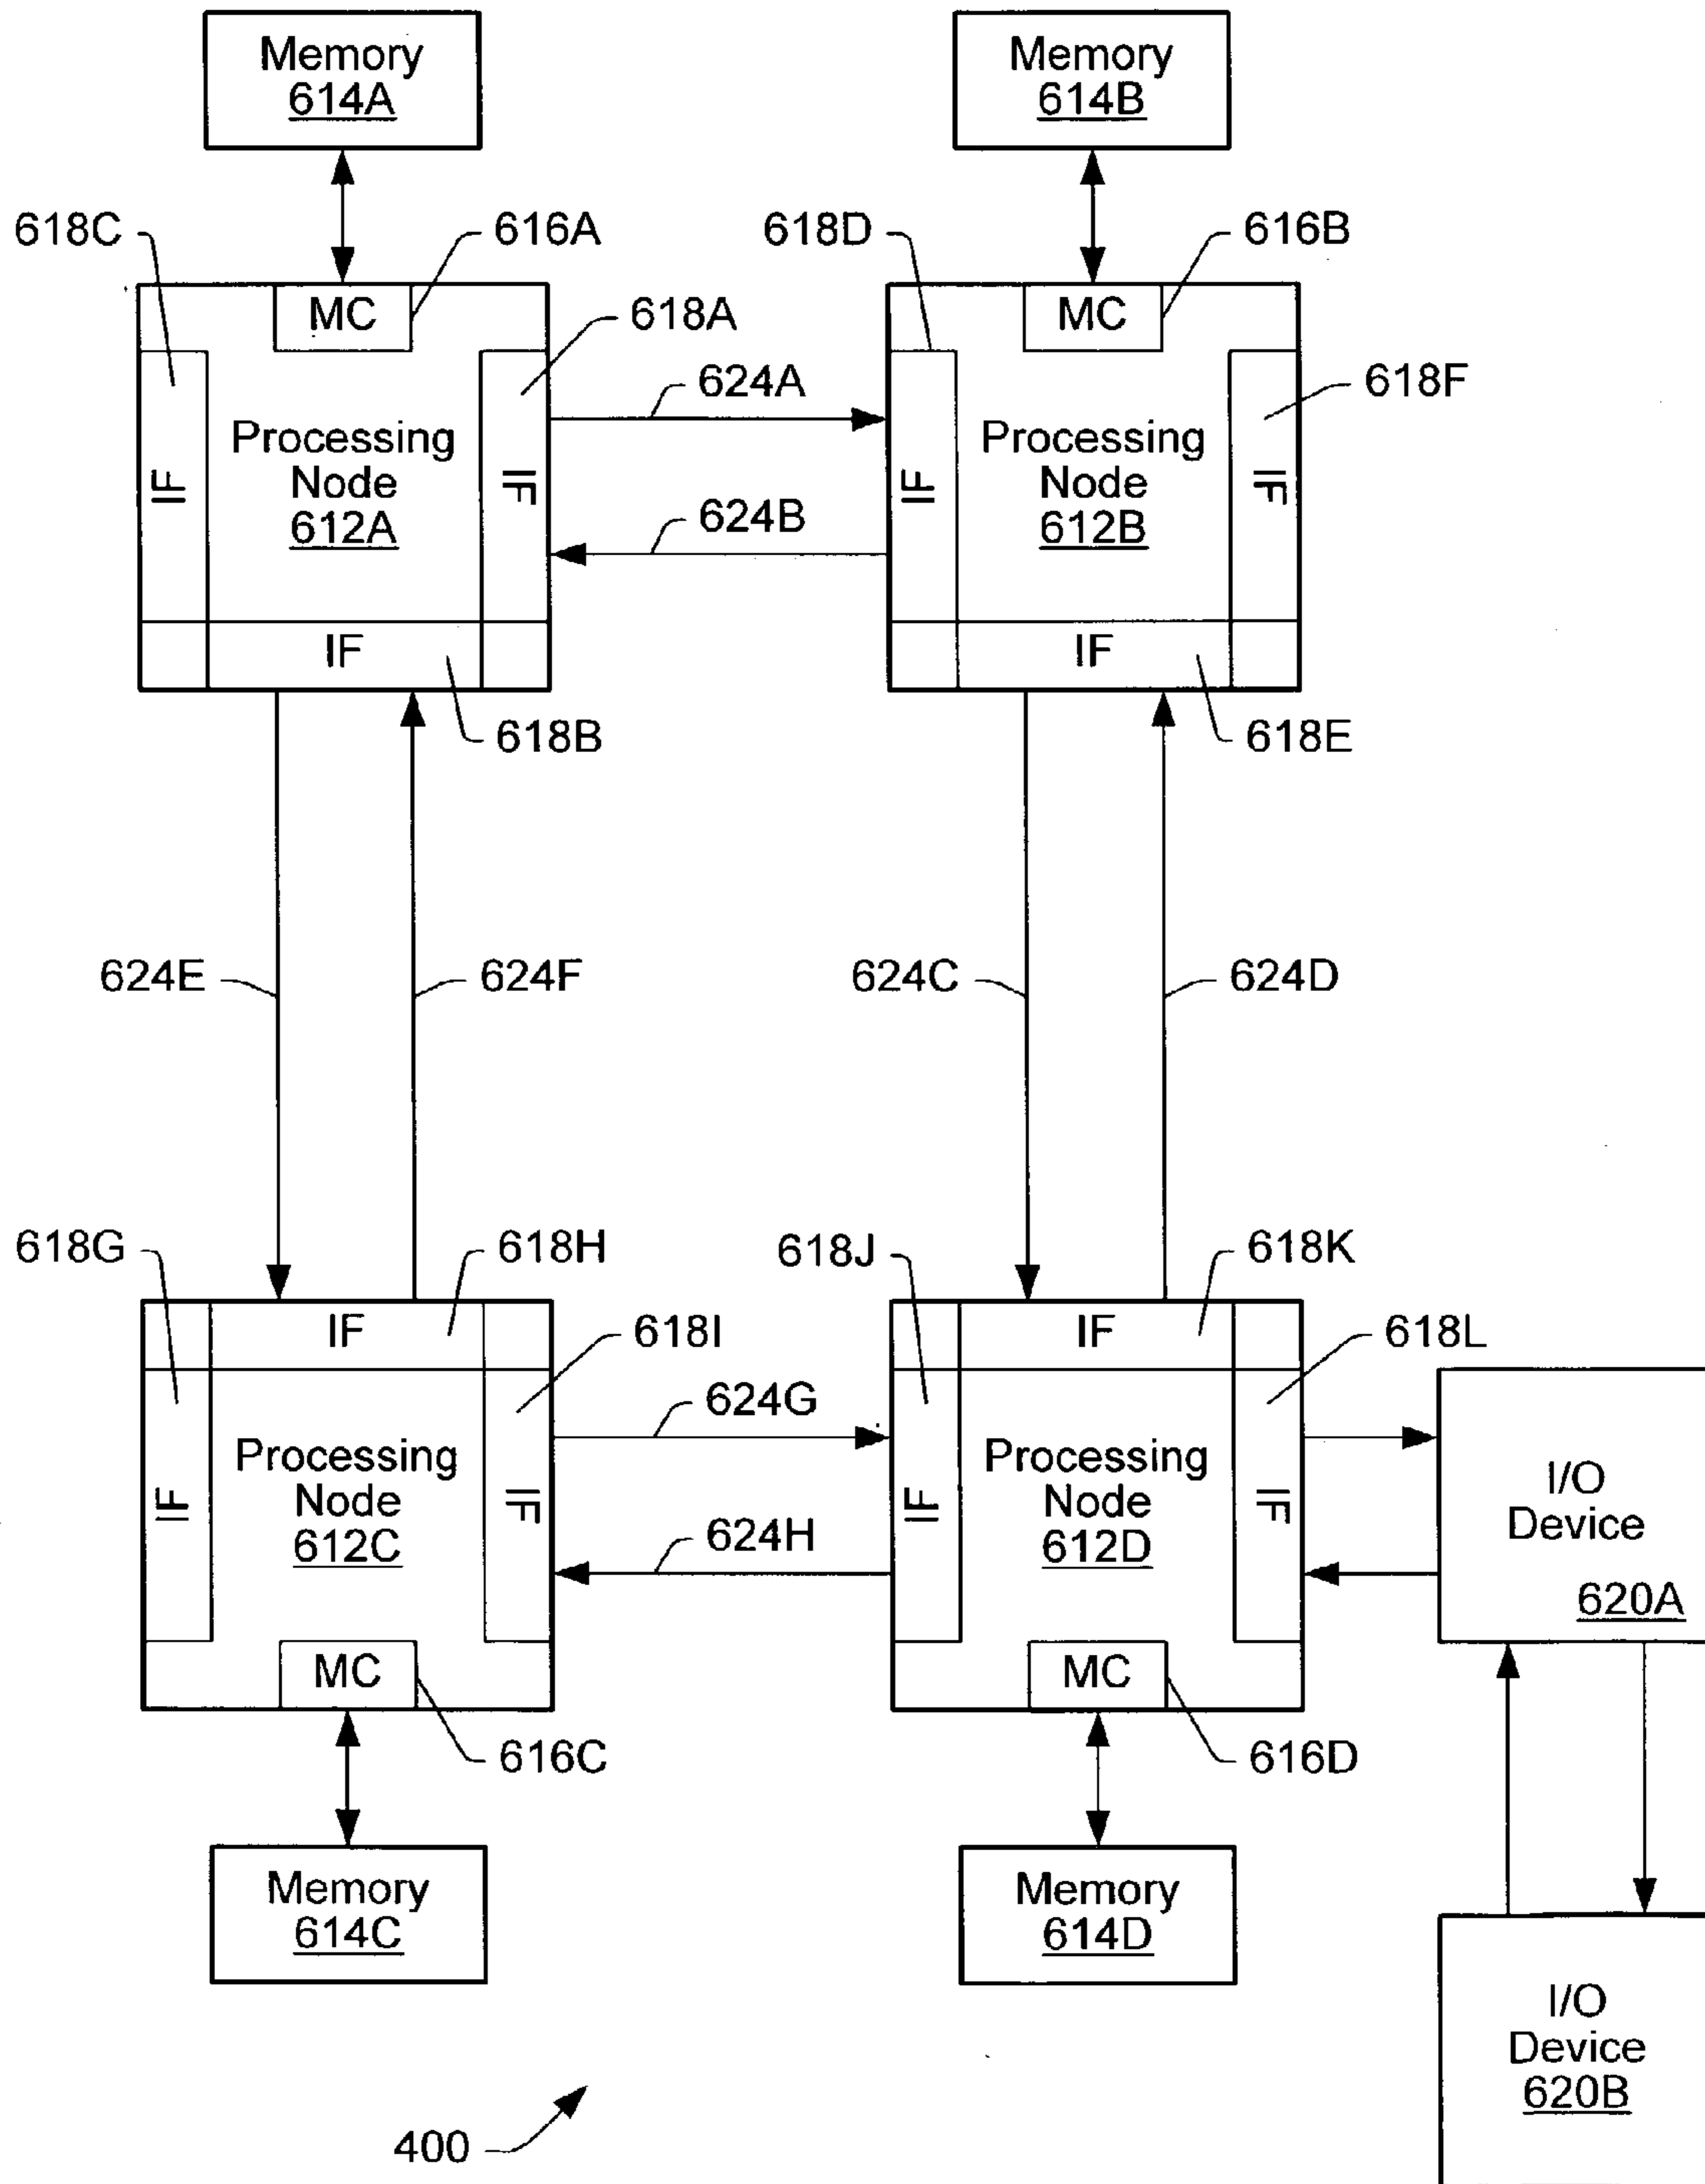 Memory
614A
Memory
614B
618C
616A
618D
616B
MC
618A
MC
624A
618F
IF
Processing
Node
612A
IF
624B
IF
Processing
Node
612B
IF
IF
618B
IF
618E
624E
624F
624C
624D
618G
618H
618J
618K
IF
618I
IF
618L
624G
IF
Processing
Node
612C
IF
624H
IF
Processing
Node
612D
IF
I/O
Device
620A
MC
616C
MC
616D
Memory
614C
Memory
614D
I/O
Device
620B
400